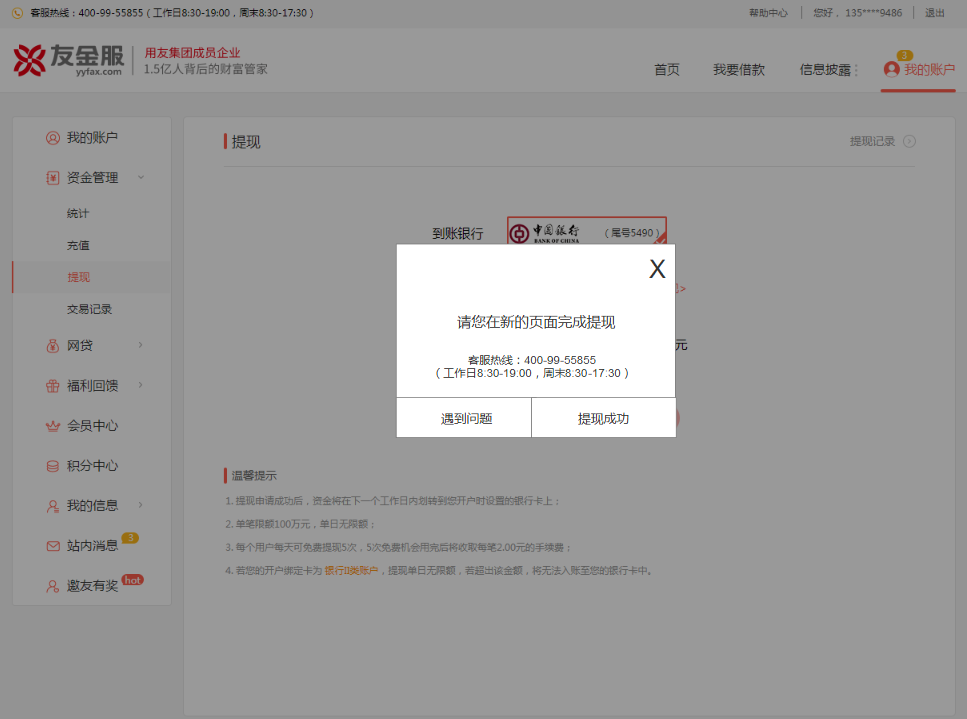 客服热线：400-99-55855（工作日8:30-19:00，周末8:30-17:30）
帮助中心
您好， 135****9486
退出
友金服
yyfax.com
用友集团成员企业
1.5亿人背后的财富管家
首页
我要借款
信息披露
3
我的账户
我的账户
资金管理
统计
充值
提现
交易记录
网贷
福利回馈
会员中心
积分中心
我的信息
站内消息 3
邀友有奖 hot
提现
提现记录
到账银行
中国银行
BANK OF CHINA
（尾号5490）
X
请您在新的页面完成提现
客服热线：400-99-55855
（工作日8:30-19:00，周末8:30-17:30）
元
遇到问题
提现成功
温馨提示
1. 提现申请成功后，资金将在下一个工作日内划转到您开户时设置的银行卡上；
2. 单笔限额100万元，单日无限额；
3. 每个用户每天可免费提现5次，5次免费机会用完后将收取每笔2.00元的手续费；
4. 若您的开户绑定卡为 银行II类账户，提现单日无限额，若超出该金额，将无法入账至您的银行卡中。